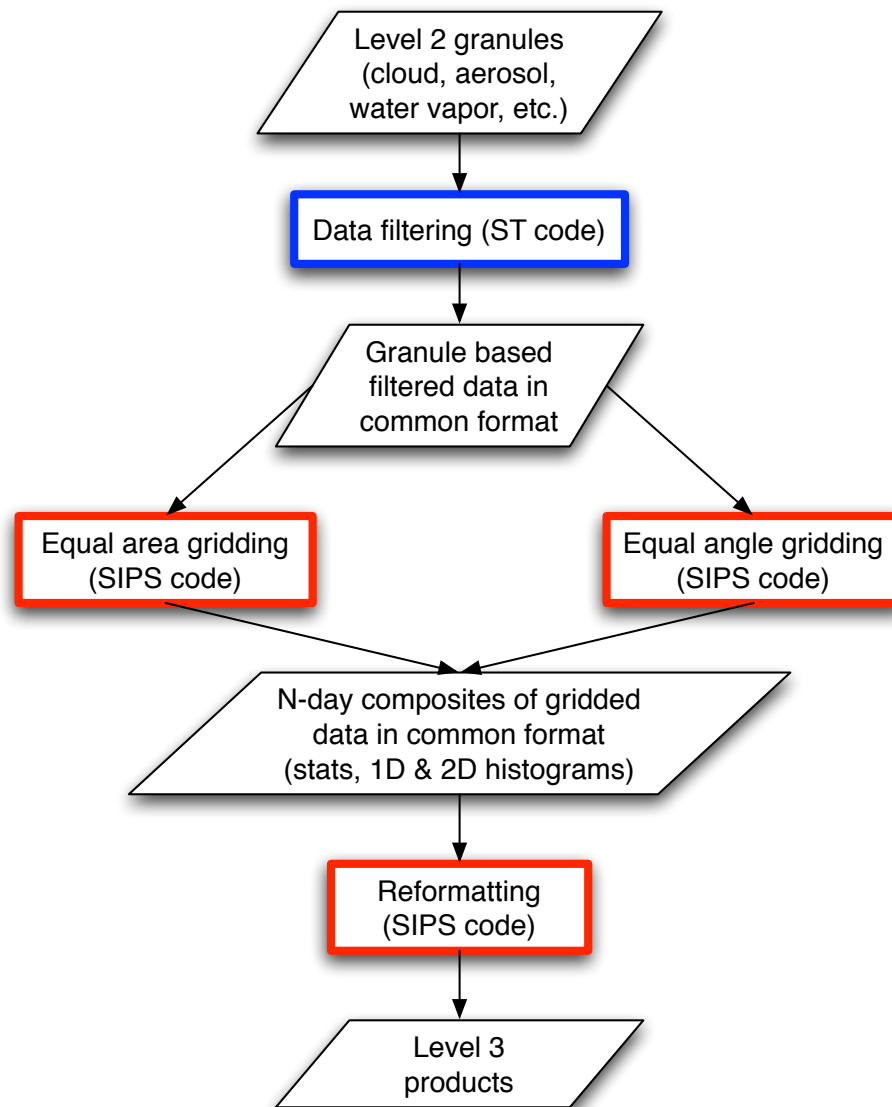 Level 2 granules
(cloud, aerosol,
water vapor, etc.)
Data filtering (ST code)
Granule based
filtered data in
common format
Equal area gridding
(SIPS code)
Equal angle gridding
(SIPS code)
N-day composites of gridded
data in common format
(stats, 1D & 2D histograms)
Reformatting
(SIPS code)
Level 3
products